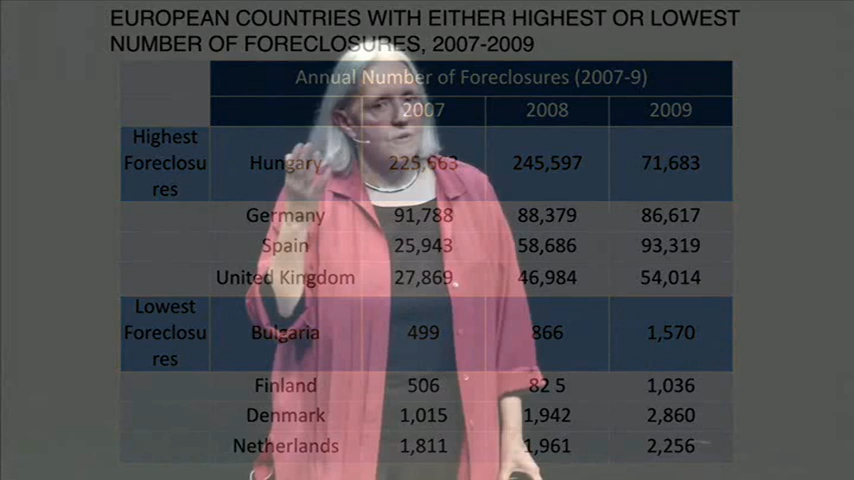 EUROPEAN COUNTRIES WITH EITHER HIGHEST OR LOWEST
NUMBER OF FORECLOSURES, 2007-2009
Annual Number of Foreclosures (2007-9)
2007 2008 2009
Highest
Foreclosu
res
Hungary 225,663 245,597 71,683
Germany 91,788 88,379 86,617
Spain 25,943 58,686 93,319
United Kingdom 27,869 46,984 54,014
Lowest
Foreclosu
res
Bulgaria 499 866 1,570
Finland 506 82 5 1,036
Denmark 1,015 1,942 2,860
Netherlands 1,811 1,961 2,256